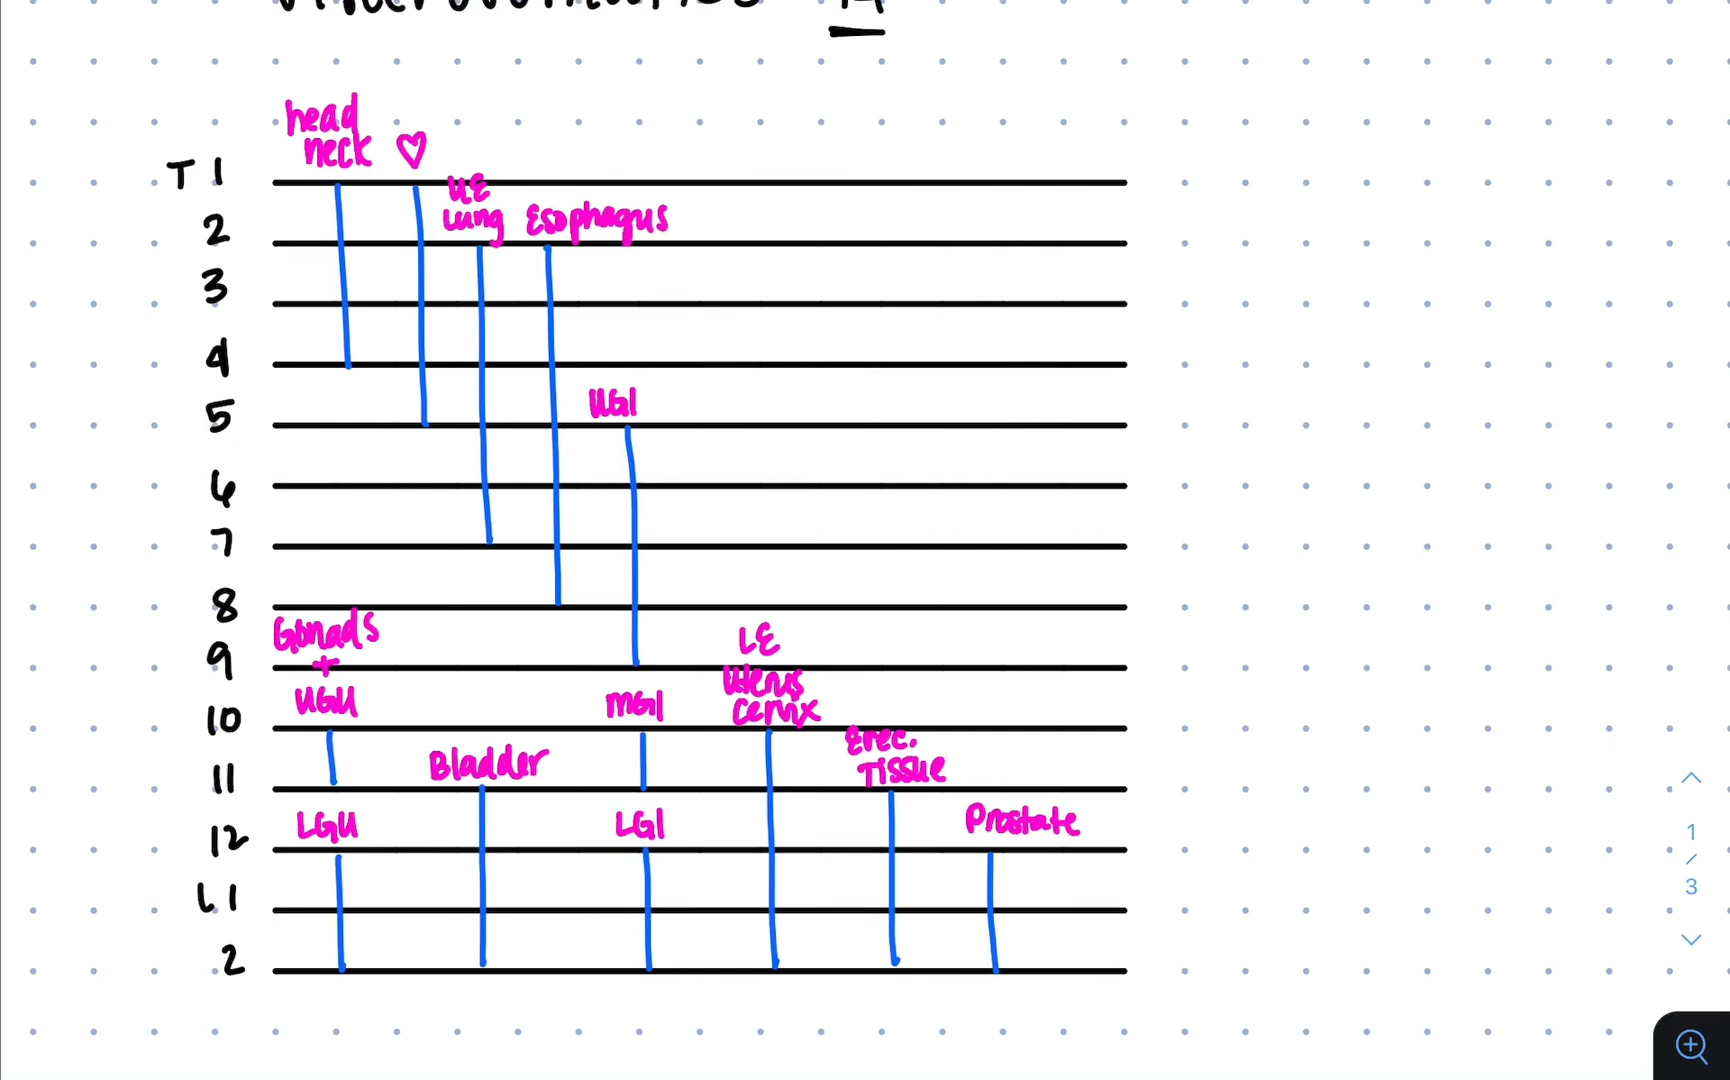 head
neck ♡
T 1
UE
Lung Esophagus
2
3
4
UGI
5
6
7
8
Gonads
+
UGU
LE
Uterus
Cervix
9
MGI
10
Erec.
Tissue
Bladder
11
LGU
LGI
Prostate
12
L1
2
1
/
3